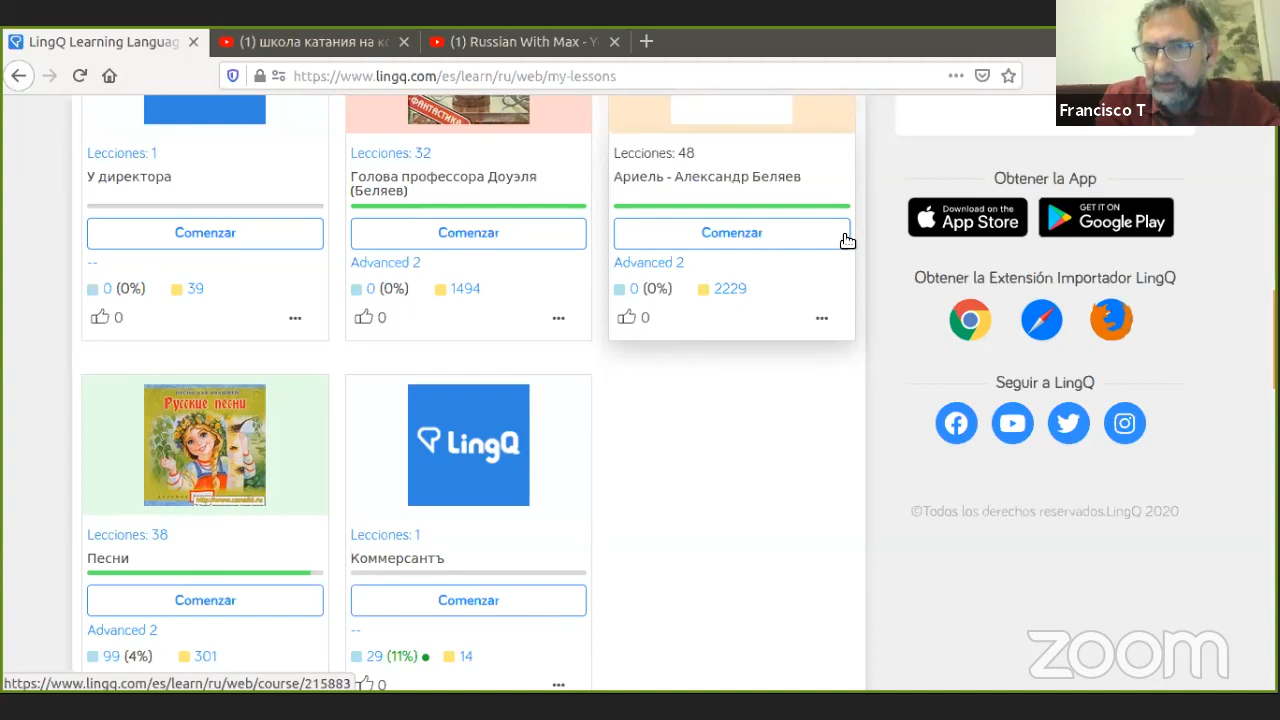 LingQ Learning Languag
(1) школа катания на ко
(1) Russian With Max - Y
https://www.lingq.com/es/learn/ru/web/my-lessons
Francisco T
ФАНТАСТИКА
Lecciones: 1
У директора
Comenzar
--
0 (0%)
39
0
Lecciones: 32
Голова профессора Доуэля
(Беляев)
Comenzar
Advanced 2
0 (0%)
1494
0
Lecciones: 48
Ариель - Александр Беляев
Comenzar
Advanced 2
0 (0%)
2229
0
Русские песни
Lecciones: 38
Песни
Comenzar
Advanced 2
99 (4%)
301
LingQ
Lecciones: 1
Коммерсантъ
Comenzar
--
29 (11%)
14
0
Obtener la App
Download on the
App Store
GET IT ON
Google Play
Obtener la Extensión Importador LingQ
Seguir a LingQ
©Todos los derechos reservados.LingQ 2020
zoom
https://www.lingq.com/es/learn/ru/web/course/215883